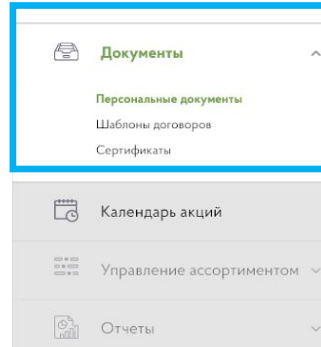 Документы
Персональные документы
Шаблоны договоров
Сертификаты
Календарь акций
Управление ассортиментом
Отчеты